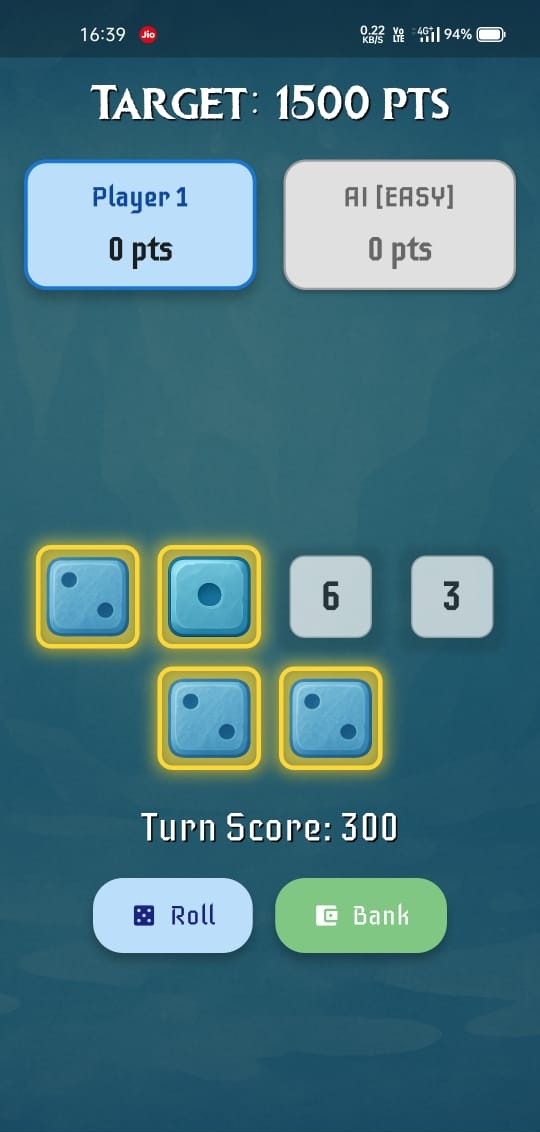 16:39 Jio 0.22 KB/S Vo LTE 4G+ 94%
TARGET: 1500 PTS
Player 1
AI [EASY]
0 pts
0 pts
6
3
Turn Score: 300
Roll
Bank